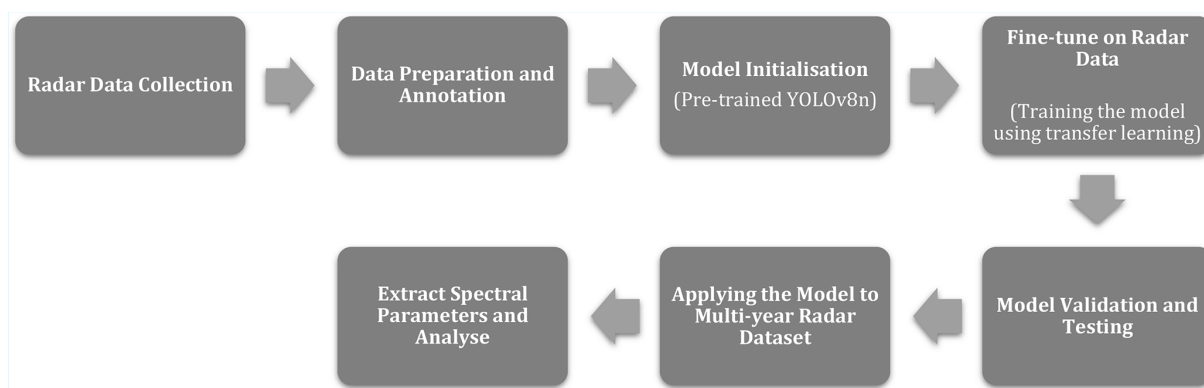 Radar Data Collection
Data Preparation and
Annotation
Model Initialisation
(Pre-trained YOLOv8n)
Fine-tune on Radar
Data
(Training the model
using transfer learning)
Model Validation and
Testing
Applying the Model to
Multi-year Radar
Dataset
Extract Spectral
Parameters and
Analyse